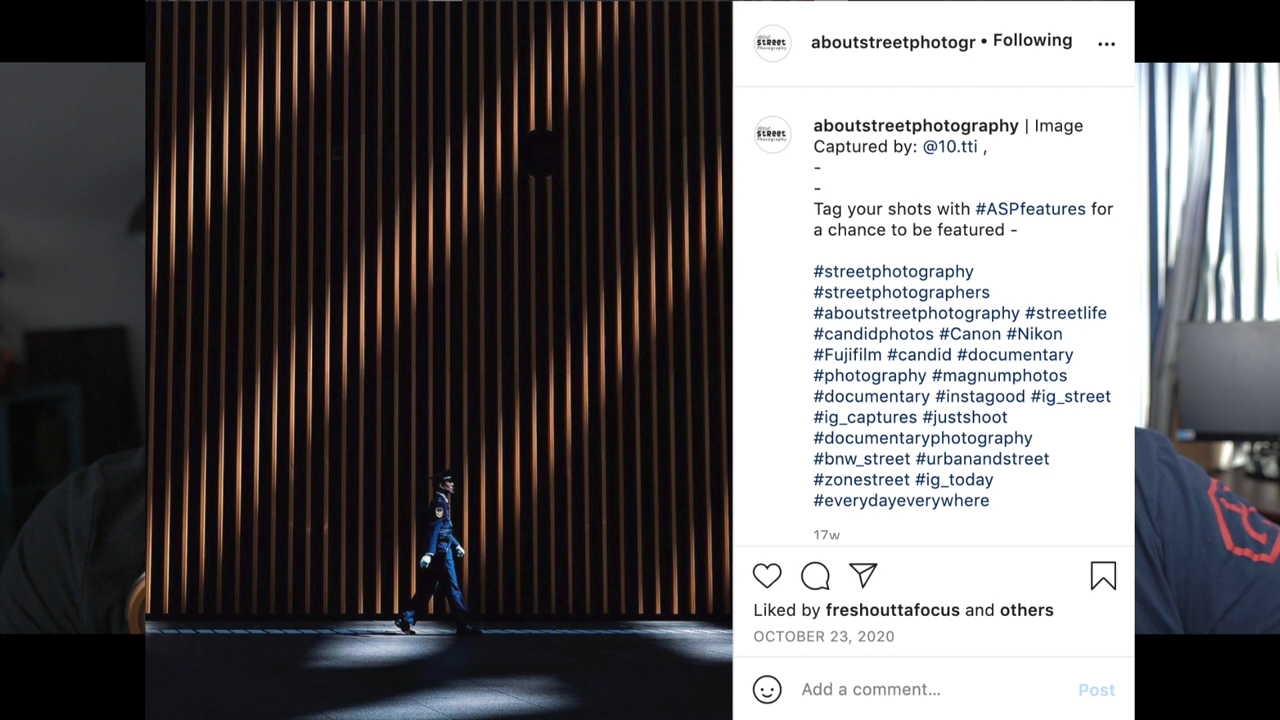 aboutstreetphotogr • Following
aboutstreetphotography | Image
Captured by: @10.tti ,
-
-
Tag your shots with #ASPfeatures for
a chance to be featured -
#streetphotography
#streetphotographers
#aboutstreetphotography #streetlife
#candidphotos #Canon #Nikon
#Fujifilm #candid #documentary
#photography #magnumphotos
#documentary #instagood #ig_street
#ig_captures #justshoot
#documentaryphotography
#bnw_street #urbanandstreet
#zonestreet #ig_today
#everydayeverywhere
17w
Liked by freshouttafocus and others
OCTOBER 23, 2020
Add a comment... Post